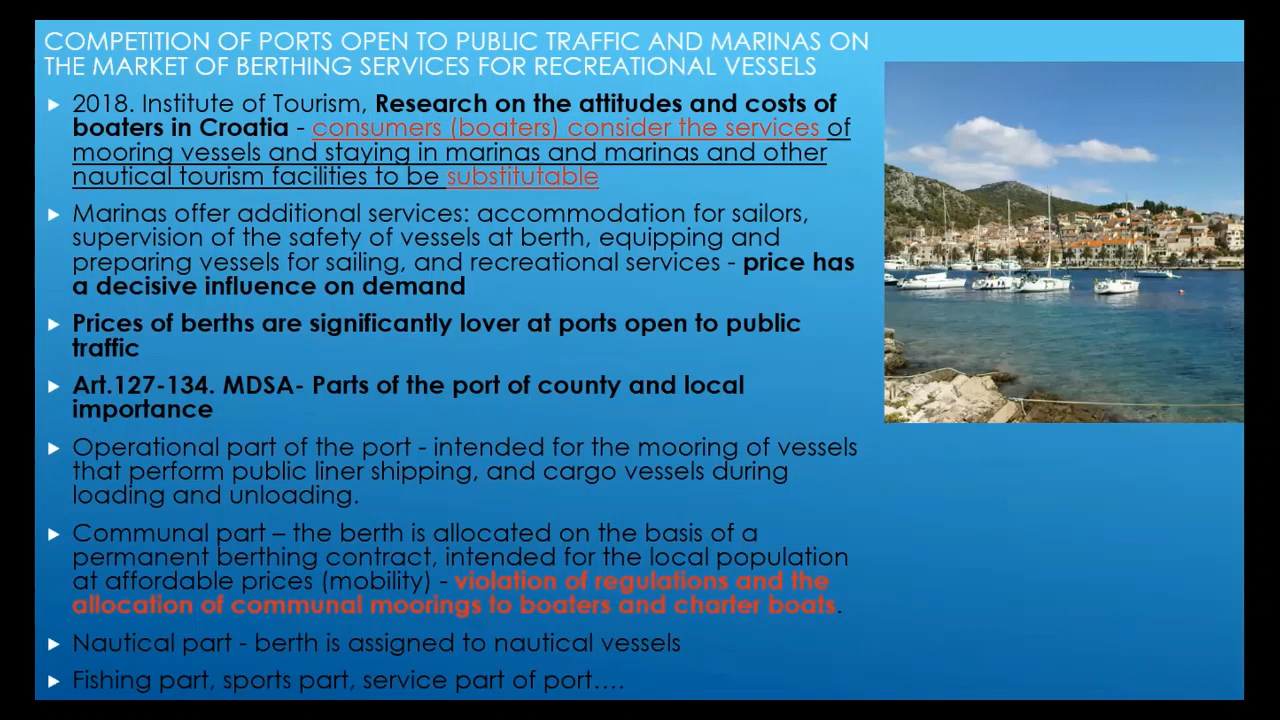 COMPETITION OF PORTS OPEN TO PUBLIC TRAFFIC AND MARINAS ON
THE MARKET OF BERTHING SERVICES FOR RECREATIONAL VESSELS
2018. Institute of Tourism, Research on the attitudes and costs of
boaters in Croatia - consumers (boaters) consider the services of
mooring vessels and staying in marinas and marinas and other
nautical tourism facilities to be substitutable
Marinas offer additional services: accommodation for sailors,
supervision of the safety of vessels at berth, equipping and
preparing vessels for sailing, and recreational services - price has
a decisive influence on demand
Prices of berths are significantly lover at ports open to public
traffic
Art.127-134. MDSA- Parts of the port of county and local
importance
Operational part of the port - intended for the mooring of vessels
that perform public liner shipping, and cargo vessels during
loading and unloading.
Communal part – the berth is allocated on the basis of a
permanent berthing contract, intended for the local population
at affordable prices (mobility) - violation of regulations and the
allocation of communal moorings to boaters and charter boats.
Nautical part - berth is assigned to nautical vessels
Fishing part, sports part, service part of port….